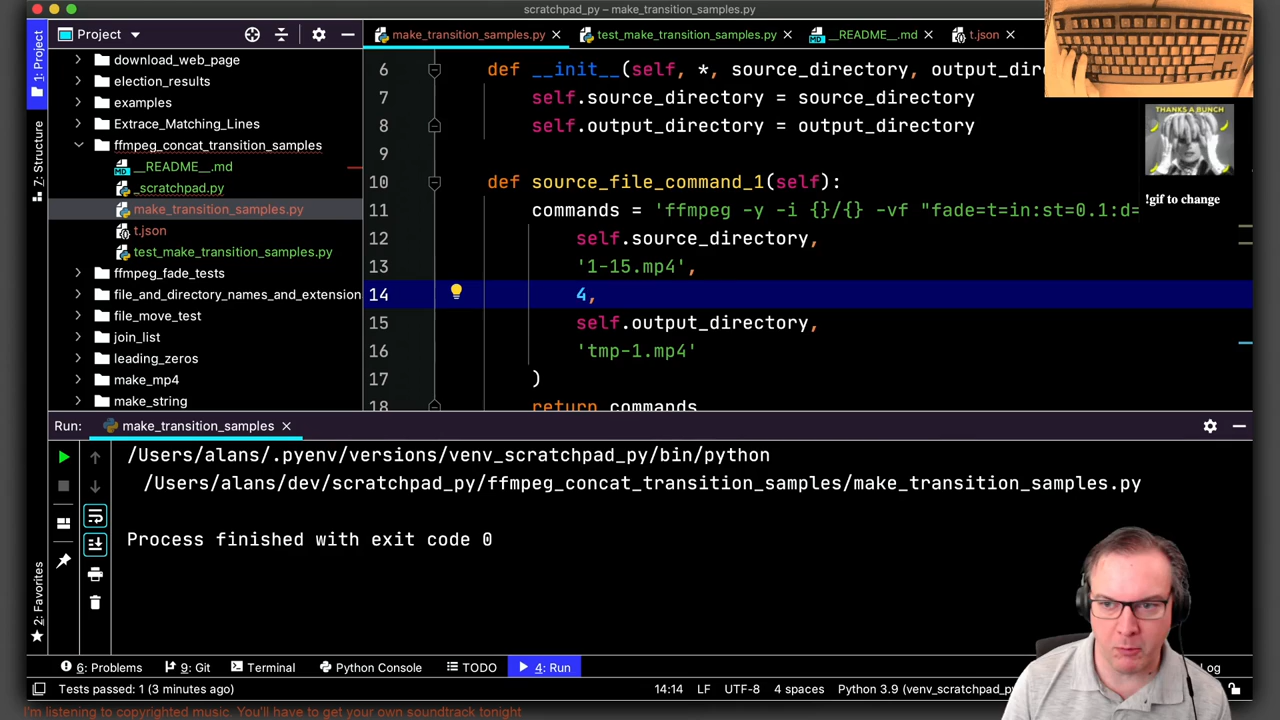 scratchpad_py – make_transition_samples.py
Project
make_transition_samples.py
test_make_transition_samples.py
__README__.md
t.json
1: Project
7: Structure
2: Favorites
download_web_page
election_results
examples
Extrace_Matching_Lines
ffmpeg_concat_transition_samples
__README__.md
_scratchpad.py
make_transition_samples.py
t.json
test_make_transition_samples.py
ffmpeg_fade_tests
file_and_directory_names_and_extension
file_move_test
join_list
leading_zeros
make_mp4
make_string
6 def __init__(self, *, source_directory, output_dire
7 self.source_directory = source_directory
8 self.output_directory = output_directory
9
10 def source_file_command_1(self):
11 commands = 'ffmpeg -y -i {}/{} -vf "fade=t=in:st=0.1:d=
12 self.source_directory,
13 '1-15.mp4',
14 4,
15 self.output_directory,
16 'tmp-1.mp4'
17 )
18 return commands
THANKS A BUNCH
!gif to change
Run: make_transition_samples
/Users/alans/.pyenv/versions/venv_scratchpad_py/bin/python
/Users/alans/dev/scratchpad_py/ffmpeg_concat_transition_samples/make_transition_samples.py
Process finished with exit code 0
6: Problems
9: Git
Terminal
Python Console
TODO
4: Run
Log
Tests passed: 1 (3 minutes ago)
14:14 LF UTF-8 4 spaces Python 3.9 (venv_scratchpad_py)
I'm listening to copyrighted music. You'll have to get your own soundtrack tonight